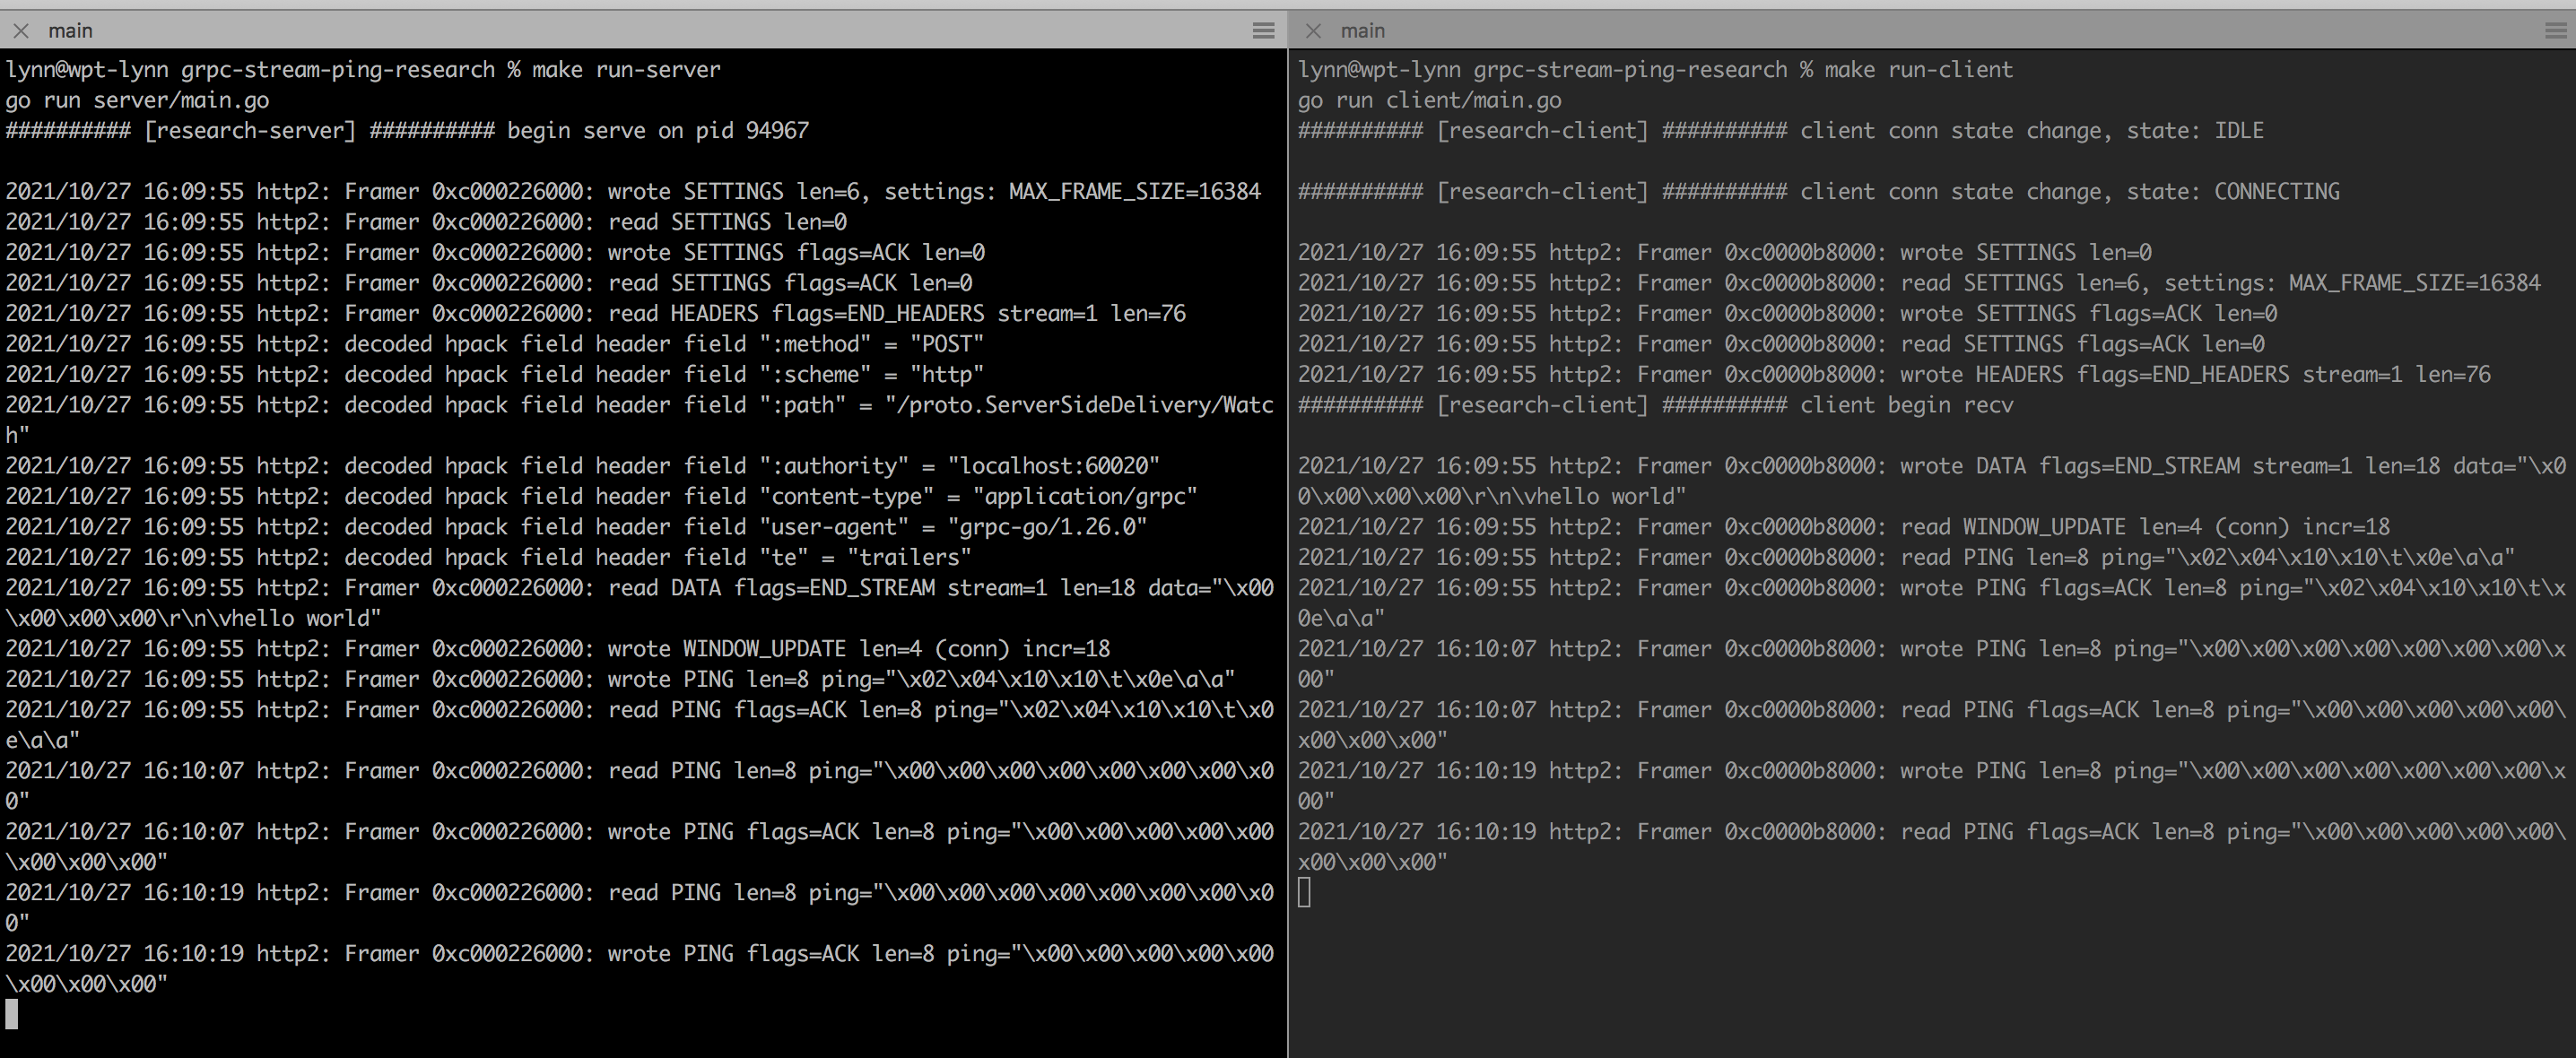 main
lynn@wpt-lynn grpc-stream-ping-research % make run-server
go run server/main.go
########## [research-server] ########## begin serve on pid 94967
2021/10/27 16:09:55 http2: Framer 0xc000226000: wrote SETTINGS len=6, settings: MAX_FRAME_SIZE=16384
2021/10/27 16:09:55 http2: Framer 0xc000226000: read SETTINGS len=0
2021/10/27 16:09:55 http2: Framer 0xc000226000: wrote SETTINGS flags=ACK len=0
2021/10/27 16:09:55 http2: Framer 0xc000226000: read SETTINGS flags=ACK len=0
2021/10/27 16:09:55 http2: Framer 0xc000226000: read HEADERS flags=END_HEADERS stream=1 len=76
2021/10/27 16:09:55 http2: decoded hpack field header field ":method" = "POST"
2021/10/27 16:09:55 http2: decoded hpack field header field ":scheme" = "http"
2021/10/27 16:09:55 http2: decoded hpack field header field ":path" = "/proto.ServerSideDelivery/Watc
h"
2021/10/27 16:09:55 http2: decoded hpack field header field ":authority" = "localhost:60020"
2021/10/27 16:09:55 http2: decoded hpack field header field "content-type" = "application/grpc"
2021/10/27 16:09:55 http2: decoded hpack field header field "user-agent" = "grpc-go/1.26.0"
2021/10/27 16:09:55 http2: decoded hpack field header field "te" = "trailers"
2021/10/27 16:09:55 http2: Framer 0xc000226000: read DATA flags=END_STREAM stream=1 len=18 data="\x00
\x00\x00\x00\r\n\vhello world"
2021/10/27 16:09:55 http2: Framer 0xc000226000: wrote WINDOW_UPDATE len=4 (conn) incr=18
2021/10/27 16:09:55 http2: Framer 0xc000226000: wrote PING len=8 ping="\x02\x04\x10\x10\t\x0e\a\a"
2021/10/27 16:09:55 http2: Framer 0xc000226000: read PING flags=ACK len=8 ping="\x02\x04\x10\x10\t\x0
e\a\a"
2021/10/27 16:10:07 http2: Framer 0xc000226000: read PING len=8 ping="\x00\x00\x00\x00\x00\x00\x00\x0
0"
2021/10/27 16:10:07 http2: Framer 0xc000226000: wrote PING flags=ACK len=8 ping="\x00\x00\x00\x00\x00
\x00\x00\x00"
2021/10/27 16:10:19 http2: Framer 0xc000226000: read PING len=8 ping="\x00\x00\x00\x00\x00\x00\x00\x0
0"
2021/10/27 16:10:19 http2: Framer 0xc000226000: wrote PING flags=ACK len=8 ping="\x00\x00\x00\x00\x00
\x00\x00\x00"
main
lynn@wpt-lynn grpc-stream-ping-research % make run-client
go run client/main.go
########## [research-client] ########## client conn state change, state: IDLE
########## [research-client] ########## client conn state change, state: CONNECTING
2021/10/27 16:09:55 http2: Framer 0xc0000b8000: wrote SETTINGS len=0
2021/10/27 16:09:55 http2: Framer 0xc0000b8000: read SETTINGS len=6, settings: MAX_FRAME_SIZE=16384
2021/10/27 16:09:55 http2: Framer 0xc0000b8000: wrote SETTINGS flags=ACK len=0
2021/10/27 16:09:55 http2: Framer 0xc0000b8000: read SETTINGS flags=ACK len=0
2021/10/27 16:09:55 http2: Framer 0xc0000b8000: wrote HEADERS flags=END_HEADERS stream=1 len=76
########## [research-client] ########## client begin recv
2021/10/27 16:09:55 http2: Framer 0xc0000b8000: wrote DATA flags=END_STREAM stream=1 len=18 data="\x0
0\x00\x00\x00\r\n\vhello world"
2021/10/27 16:09:55 http2: Framer 0xc0000b8000: read WINDOW_UPDATE len=4 (conn) incr=18
2021/10/27 16:09:55 http2: Framer 0xc0000b8000: read PING len=8 ping="\x02\x04\x10\x10\t\x0e\a\a"
2021/10/27 16:09:55 http2: Framer 0xc0000b8000: wrote PING flags=ACK len=8 ping="\x02\x04\x10\x10\t\x
0e\a\a"
2021/10/27 16:10:07 http2: Framer 0xc0000b8000: wrote PING len=8 ping="\x00\x00\x00\x00\x00\x00\x00\x
00"
2021/10/27 16:10:07 http2: Framer 0xc0000b8000: read PING flags=ACK len=8 ping="\x00\x00\x00\x00\x00\
x00\x00\x00"
2021/10/27 16:10:19 http2: Framer 0xc0000b8000: wrote PING len=8 ping="\x00\x00\x00\x00\x00\x00\x00\x
00"
2021/10/27 16:10:19 http2: Framer 0xc0000b8000: read PING flags=ACK len=8 ping="\x00\x00\x00\x00\x00\
x00\x00\x00"